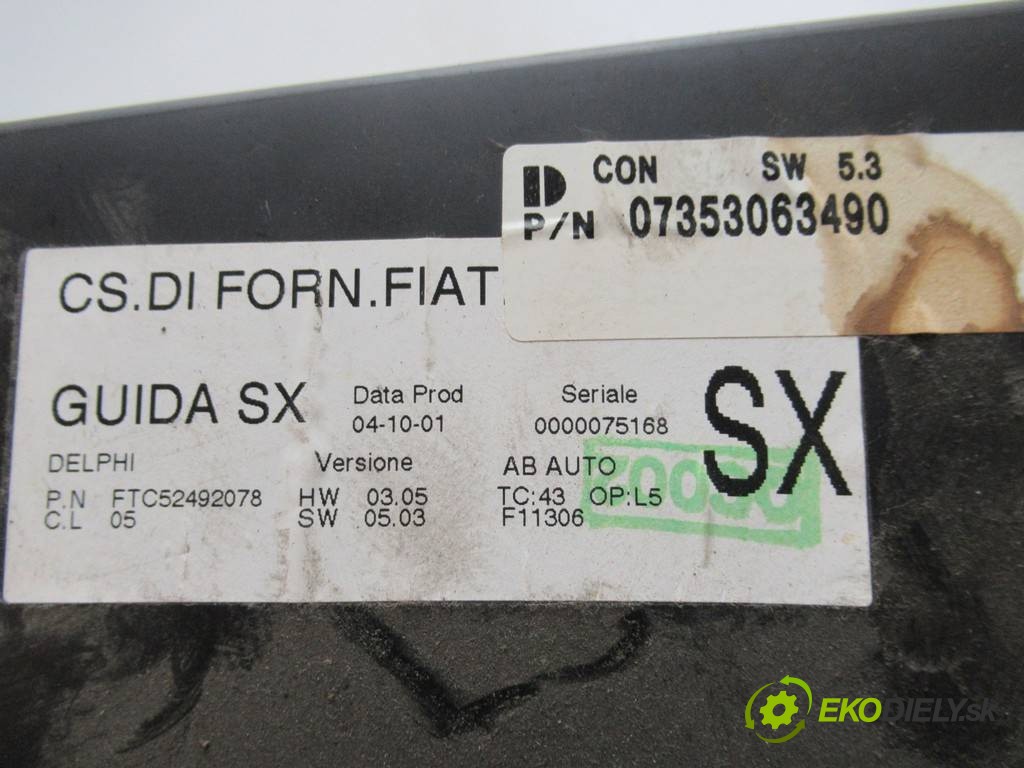 CON SW 5.3
P/N 07353063490
CS.DI FORN.FIAT
GUIDA SX Data Prod Seriale SX
04-10-01 0000075168
DELPHI Versione AB AUTO
P.N FTC52492078 HW 03.05 TC:43 OP:L5
C.L 05 SW 05.03 F11306
EKODIELY.sk